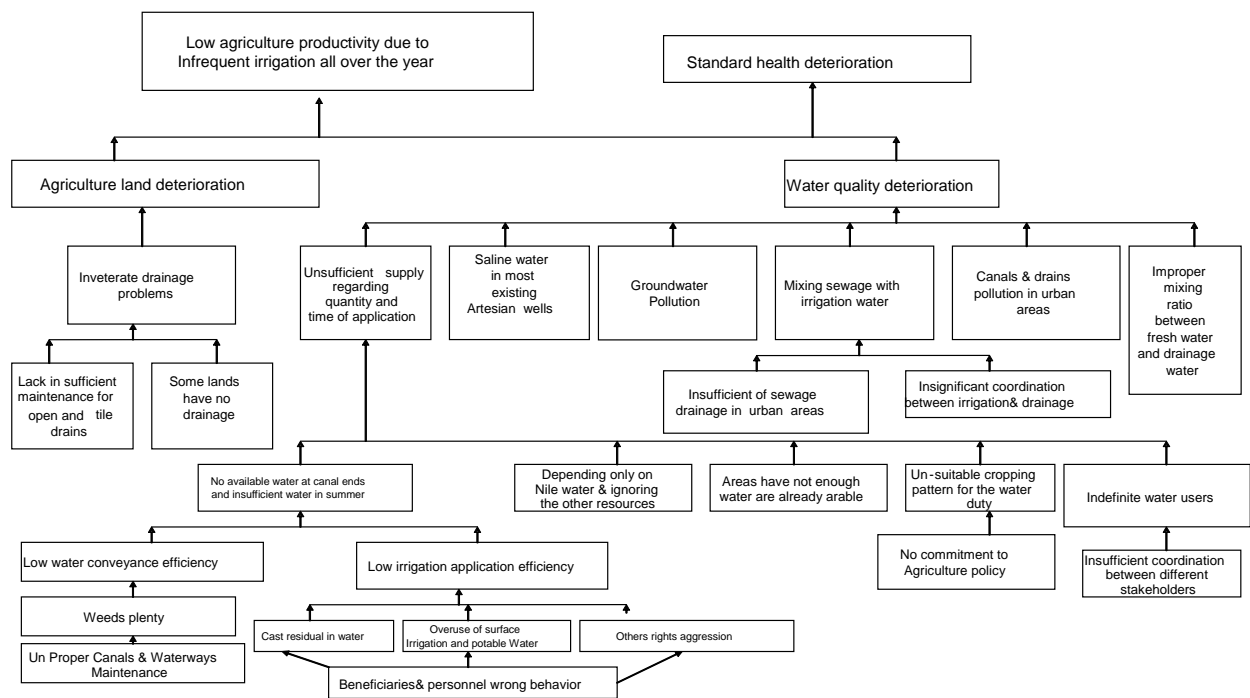 Low agriculture productivity due to
Infrequent irrigation all over the year
Standard health deterioration
Agriculture land deterioration
Water quality deterioration
Inveterate drainage
problems
Unsufficient supply
regarding
quantity and
time of application
Saline water
in most
existing
Artesian wells
Groundwater
Pollution
Mixing sewage with
irrigation water
Canals & drains
pollution in urban
areas
Improper
mixing
ratio
between
fresh water
and drainage
water
Lack in sufficient
maintenance for
open and tile
drains
Some lands
have no
drainage
Insufficient of sewage
drainage in urban areas
Insignificant coordination
between irrigation& drainage
No available water at canal ends
and insufficient water in summer
Depending only on
Nile water & ignoring
the other resources
Areas have not enough
water are already arable
Un-suitable cropping
pattern for the water
duty
Indefinite water users
Low water conveyance efficiency
Low irrigation application efficiency
No commitment to
Agriculture policy
Insufficient coordination
between different
stakeholders
Weeds plenty
Cast residual in water
Overuse of surface
Irrigation and potable Water
Others rights aggression
Un Proper Canals & Waterways
Maintenance
Beneficiaries& personnel wrong behavior